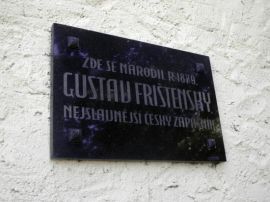 ZDE SE NARODIL R. 1879
GUSTAV FRIŠTENSKÝ
NEJSLAVNĚJŠÍ ČESKÝ ZÁPASNÍK